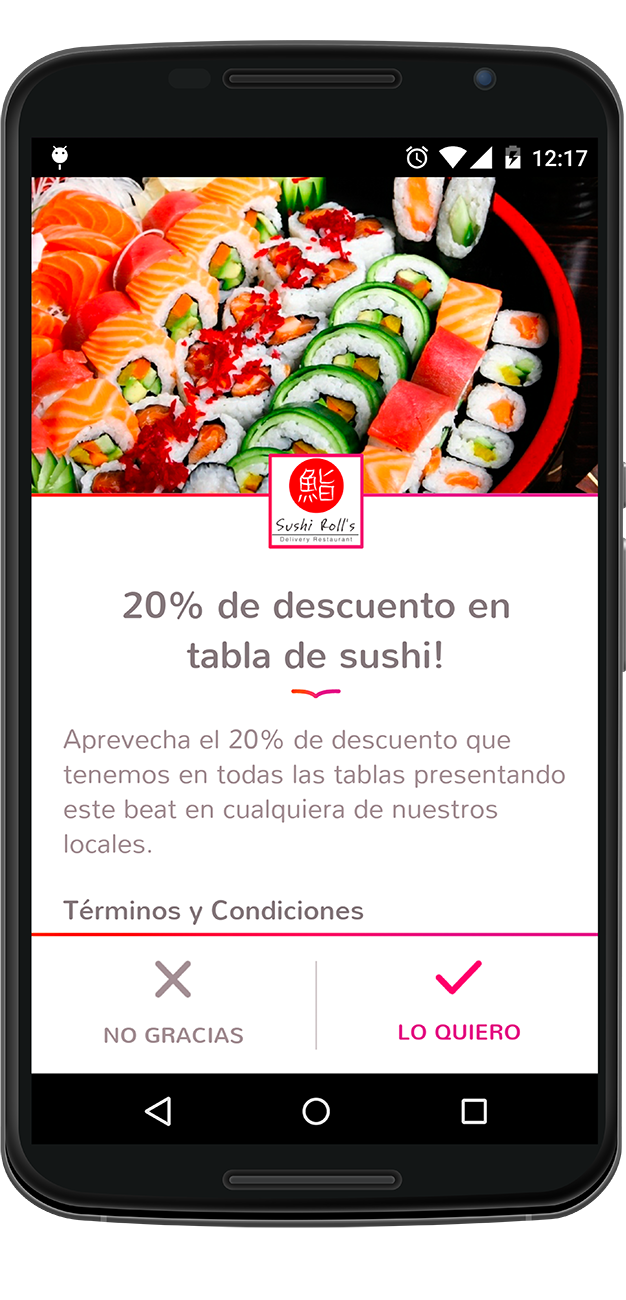 12:17
鮨
Sushi Roll's
Delivery Restaurant
20% de descuento en
tabla de sushi!
Aprevecha el 20% de descuento que
tenemos en todas las tablas presentando
este beat en cualquiera de nuestros
locales.
Términos y Condiciones
NO GRACIAS
LO QUIERO